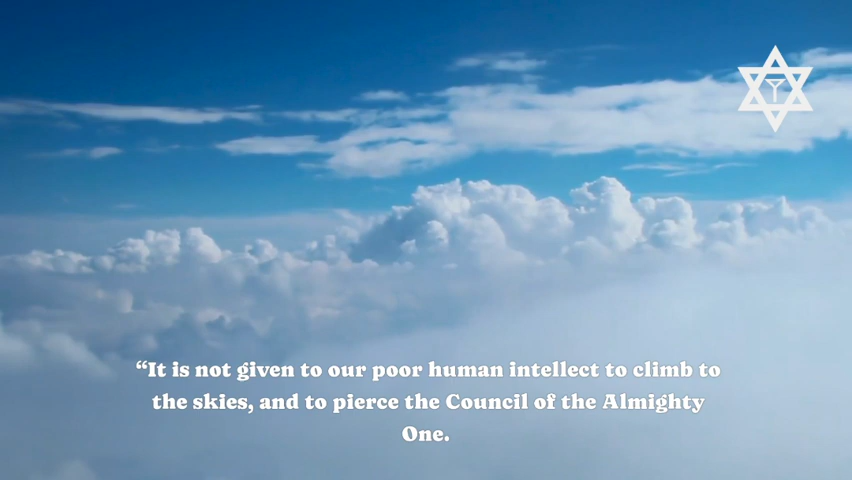 “It is not given to our poor human intellect to climb to
the skies, and to pierce the Council of the Almighty
One.